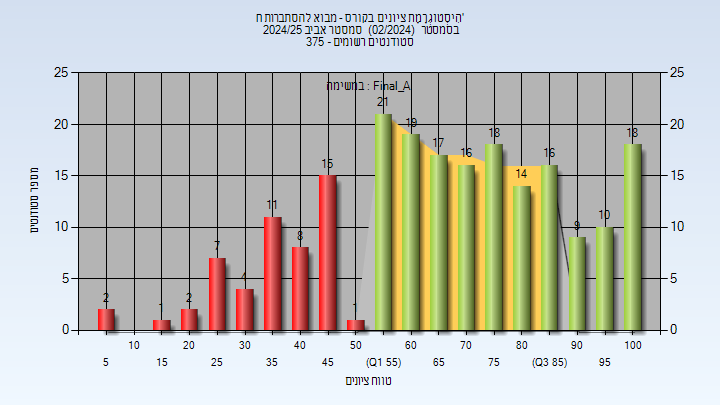 היסטוגרמת ציונים בקורס - מבוא להסתברות ח'
בסמסטר (02/2024) סמסטר אביב 2024/25
סטודנטים רשומים - 375
במשימה : Final_A
25 25
20 20
15 15
10 10
5 5
0 0
2 1 2 7 4 11 8 15 1 21 19 17 16 18 14 16 9 10 18
מספר סטודנטים
10 20 30 40 50 60 70 80 90 100
5 15 25 35 45 (Q1 55) 65 75 (Q3 85) 95
טווח ציונים